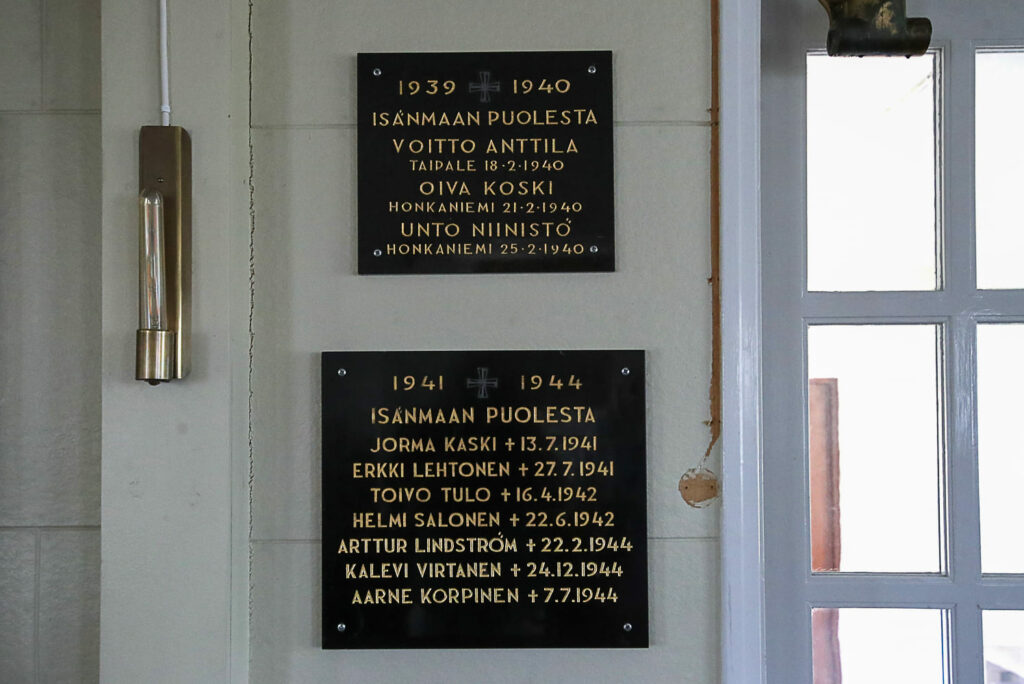 1939 1940
ISÄNMAAN PUOLESTA
VOITTO ANTTILA
TAIPALE 18·2·1940
OIVA KOSKI
HONKANIEMI 21·2·1940
UNTO NIINISTÖ
HONKANIEMI 25·2·1940
1941 1944
ISÄNMAAN PUOLESTA
JORMA KASKI + 13.7.1941
ERKKI LEHTONEN + 27.7.1941
TOIVO TULO + 16.4.1942
HELMI SALONEN + 22.6.1942
ARTTUR LINDSTRÖM + 22.2.1944
KALEVI VIRTANEN + 24.12.1944
AARNE KORPINEN + 7.7.1944